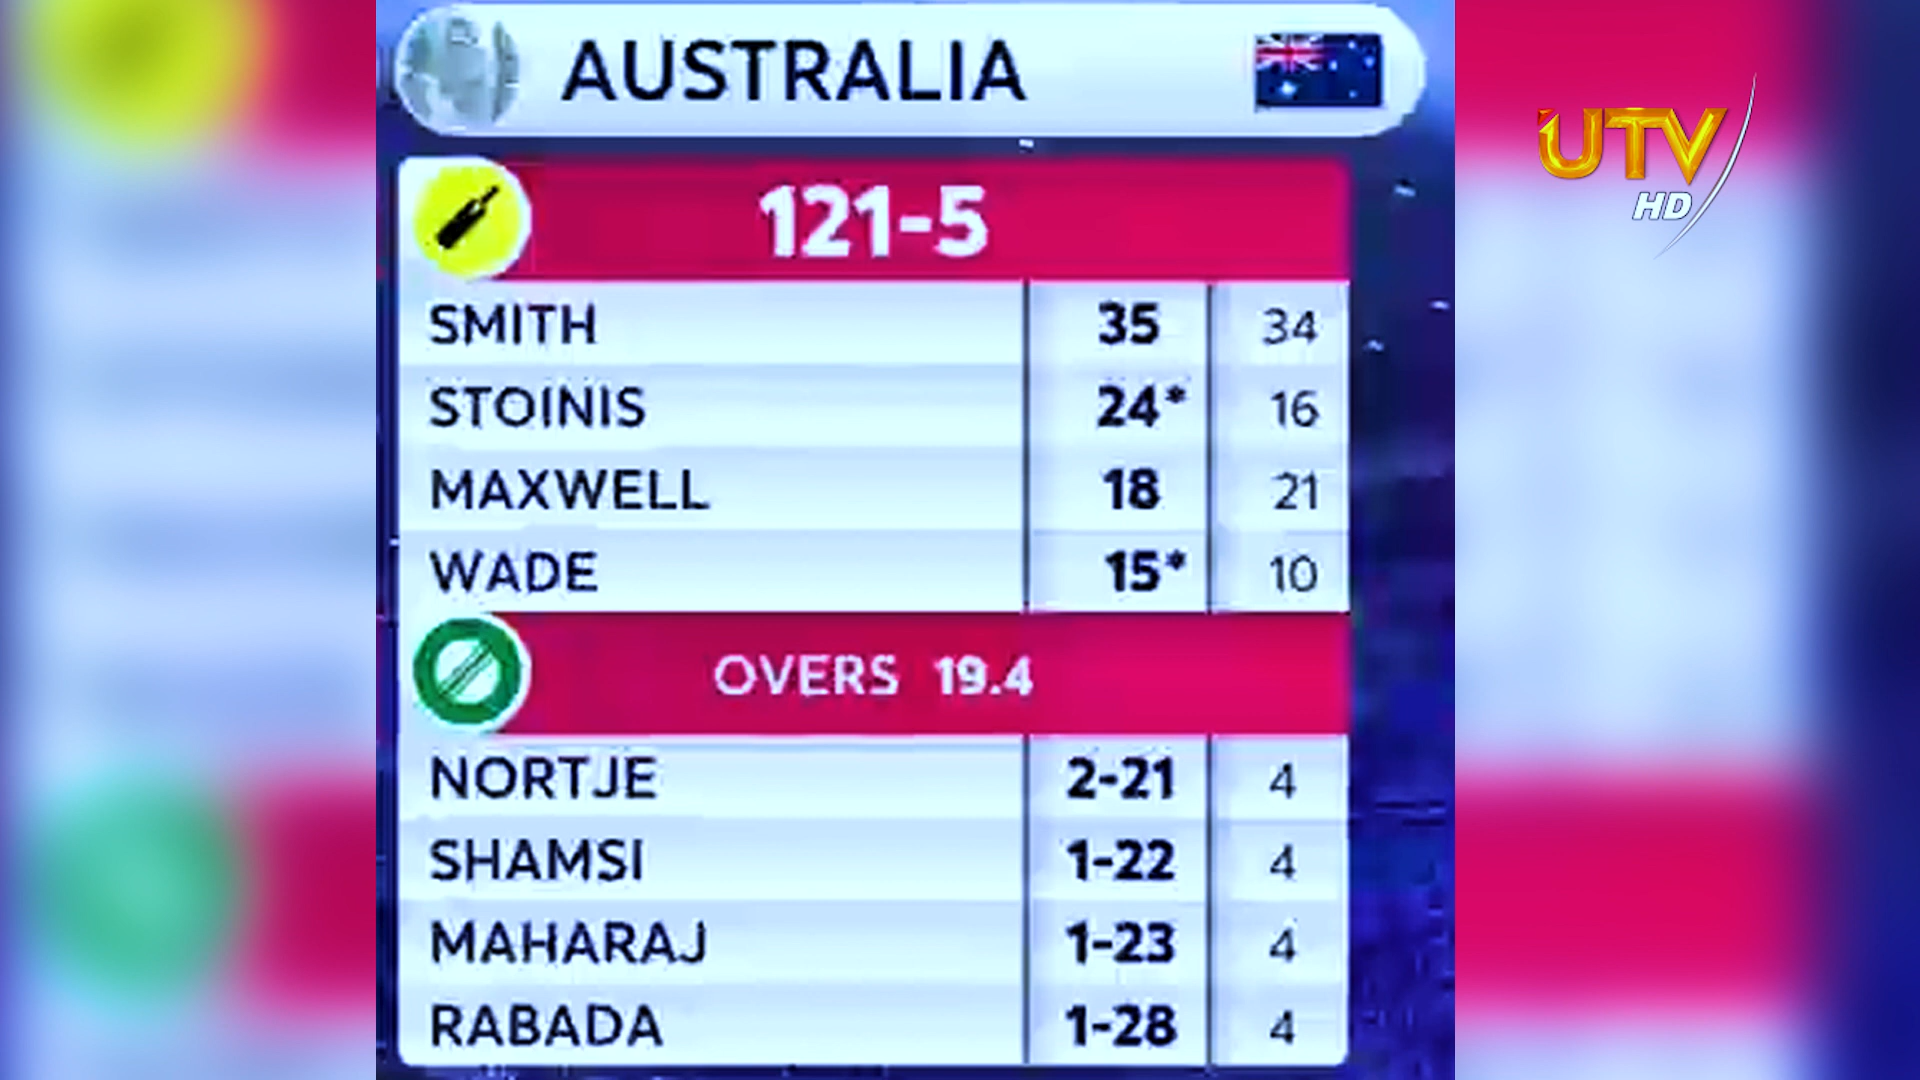 AUSTRALIA
UTV
HD
121-5
SMITH 35 34
STOINIS 24* 16
MAXWELL 18 21
WADE 15* 10
OVERS 19.4
NORTJE 2-21 4
SHAMSI 1-22 4
MAHARAJ 1-23 4
RABADA 1-28 4